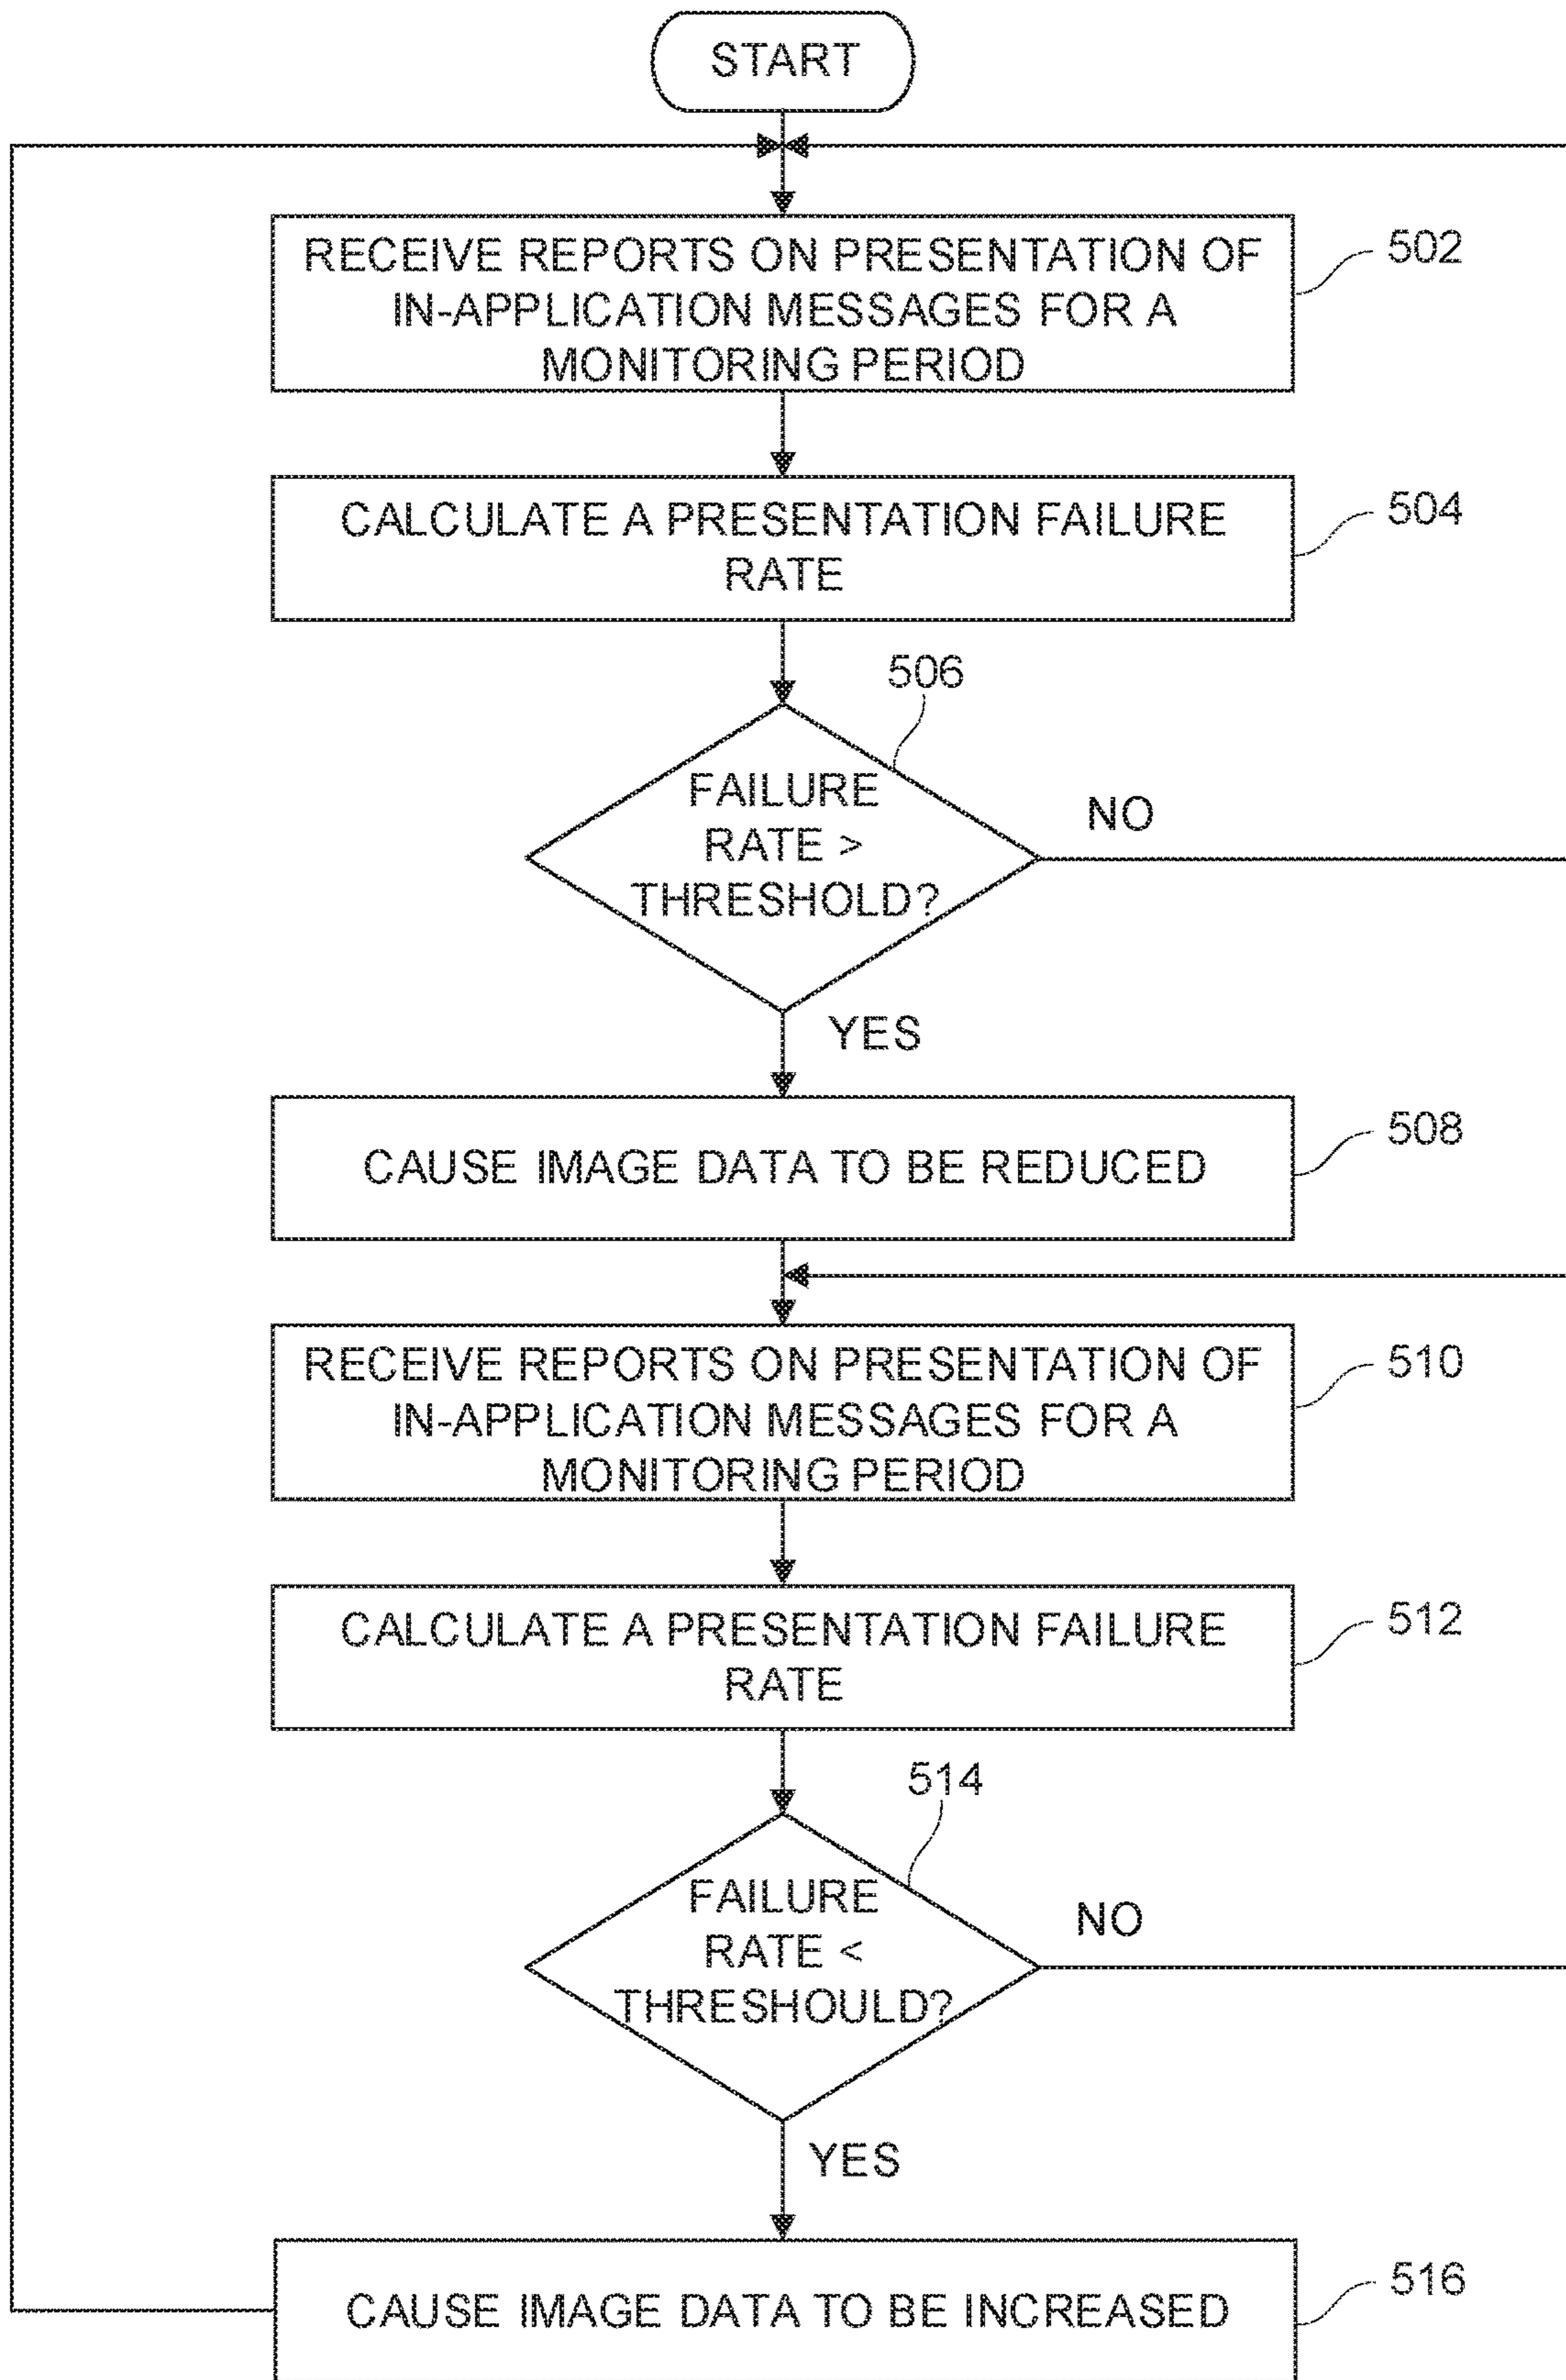 START
RECEIVE REPORTS ON PRESENTATION OF
IN-APPLICATION MESSAGES FOR A
MONITORING PERIOD
502
CALCULATE A PRESENTATION FAILURE
RATE
504
506
FAILURE
RATE >
THRESHOLD?
NO
YES
CAUSE IMAGE DATA TO BE REDUCED
508
RECEIVE REPORTS ON PRESENTATION OF
IN-APPLICATION MESSAGES FOR A
MONITORING PERIOD
510
CALCULATE A PRESENTATION FAILURE
RATE
512
514
FAILURE
RATE <
THRESHOULD?
NO
YES
CAUSE IMAGE DATA TO BE INCREASED
516